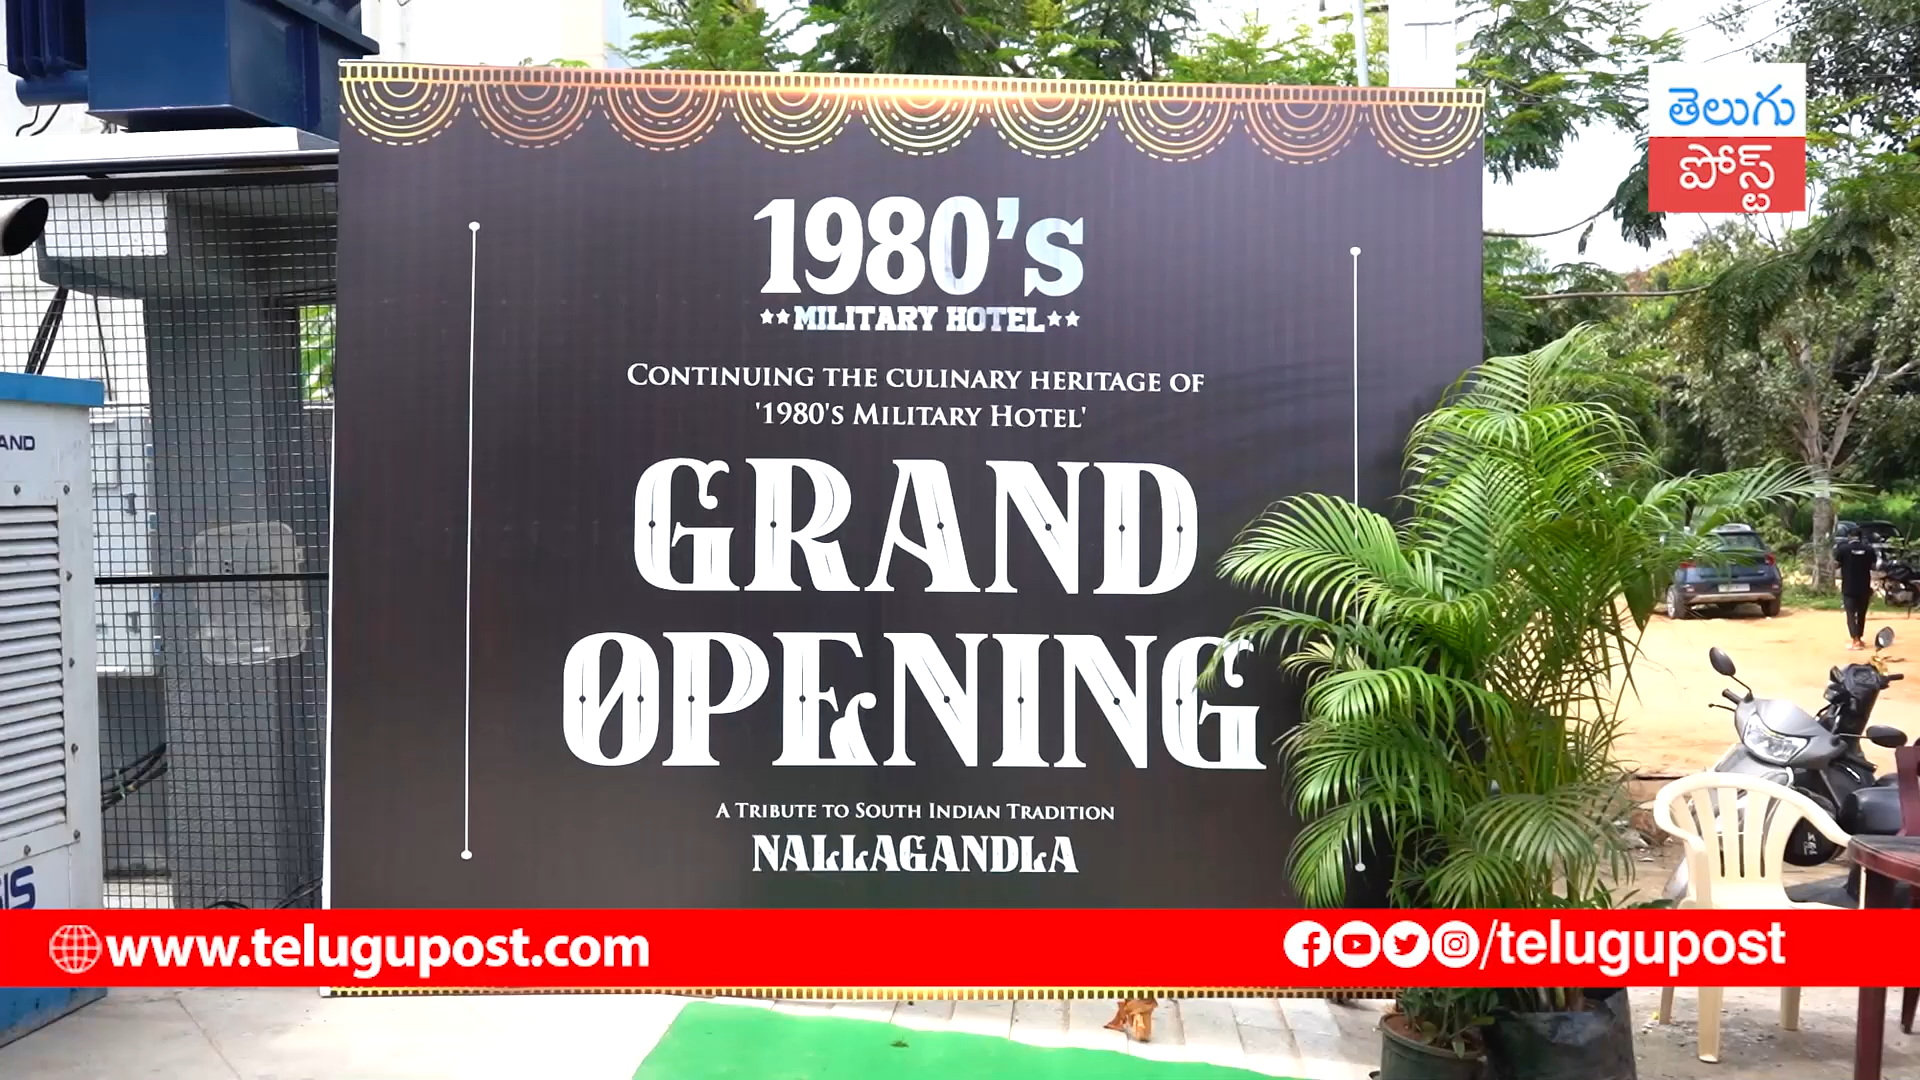 తెలుగు
పోస్ట్
1980's
★★MILITARY HOTEL★★
CONTINUING THE CULINARY HERITAGE OF
'1980'S MILITARY HOTEL'
GRAND
OPENING
A TRIBUTE TO SOUTH INDIAN TRADITION
NALLAGANDLA
AND
www.telugupost.com
/telugupost